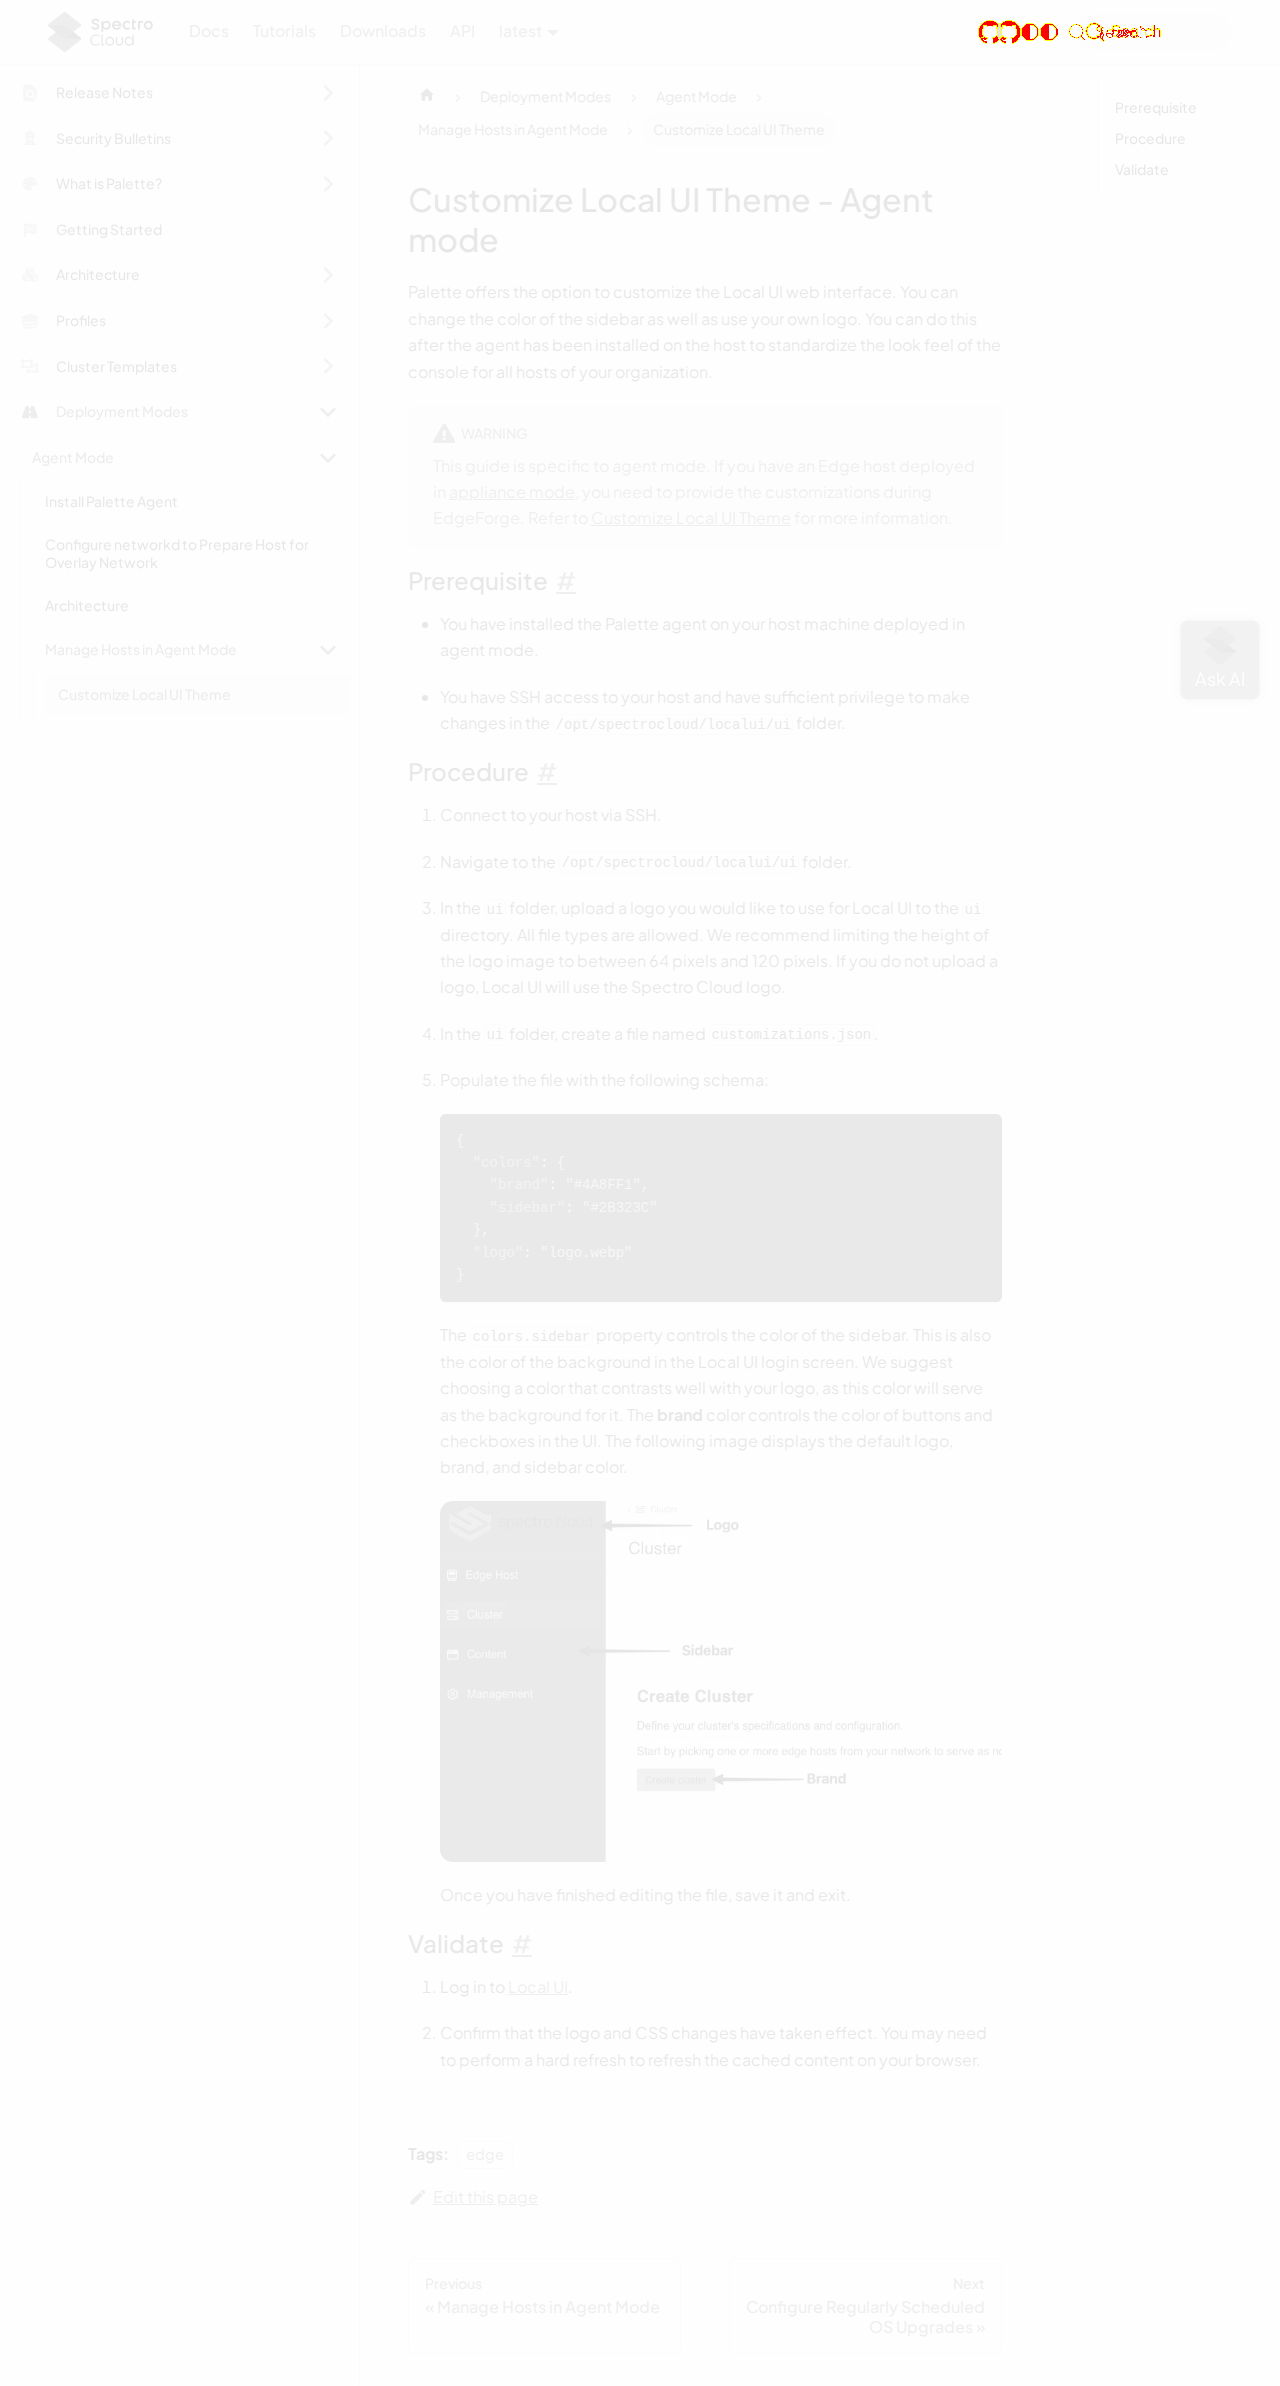 Spectro
Cloud
Docs
Tutorials
Downloads
API
latest
Search
Release Notes
Security Bulletins
What is Palette?
Getting Started
Architecture
Profiles
Cluster Templates
Deployment Modes
Agent Mode
Install Palette Agent
Configure networkd to Prepare Host for
Overlay Network
Architecture
Manage Hosts in Agent Mode
Customize Local UI Theme
Deployment Modes
Agent Mode
Manage Hosts in Agent Mode
Customize Local UI Theme
Customize Local UI Theme - Agent
mode
Palette offers the option to customize the Local UI web interface. You can
change the color of the sidebar as well as use your own logo. You can do this
after the agent has been installed on the host to standardize the look feel of the
console for all hosts of your organization.
WARNING
This guide is specific to agent mode. If you have an Edge host deployed
in appliance mode, you need to provide the customizations during
EdgeForge. Refer to Customize Local UI Theme for more information.
Prerequisite #
• You have installed the Palette agent on your host machine deployed in
agent mode.
• You have SSH access to your host and have sufficient privilege to make
changes in the /opt/spectrocloud/localui/ui folder.
Procedure #
1. Connect to your host via SSH.
2. Navigate to the /opt/spectrocloud/localui/ui folder.
3. In the ui folder, upload a logo you would like to use for Local UI to the ui
directory. All file types are allowed. We recommend limiting the height of
the logo image to between 64 pixels and 120 pixels. If you do not upload a
logo, Local UI will use the Spectro Cloud logo.
4. In the ui folder, create a file named customizations.json.
5. Populate the file with the following schema:
{
"colors": {
"brand": "#4A8FF1",
"sidebar": "#2B323C"
},
"logo": "logo.webp"
}
The colors.sidebar property controls the color of the sidebar. This is also
the color of the background in the Local UI login screen. We suggest
choosing a color that contrasts well with your logo, as this color will serve
as the background for it. The brand color controls the color of buttons and
checkboxes in the UI. The following image displays the default logo,
brand, and sidebar color.
/ Cluster
Logo
Cluster
Edge Host
Cluster
Content
Management
Sidebar
Create Cluster
Define your cluster's specifications and configuration.
Start by picking one or more edge hosts from your network to serve as
Create cluster
Brand
Once you have finished editing the file, save it and exit.
Validate #
1. Log in to Local UI.
2. Confirm that the logo and CSS changes have taken effect. You may need
to perform a hard refresh to refresh the cached content on your browser.
Tags: edge
Edit this page
Previous
« Manage Hosts in Agent Mode
Next
Configure Regularly Scheduled
OS Upgrades »
Prerequisite
Procedure
Validate
Ask AI